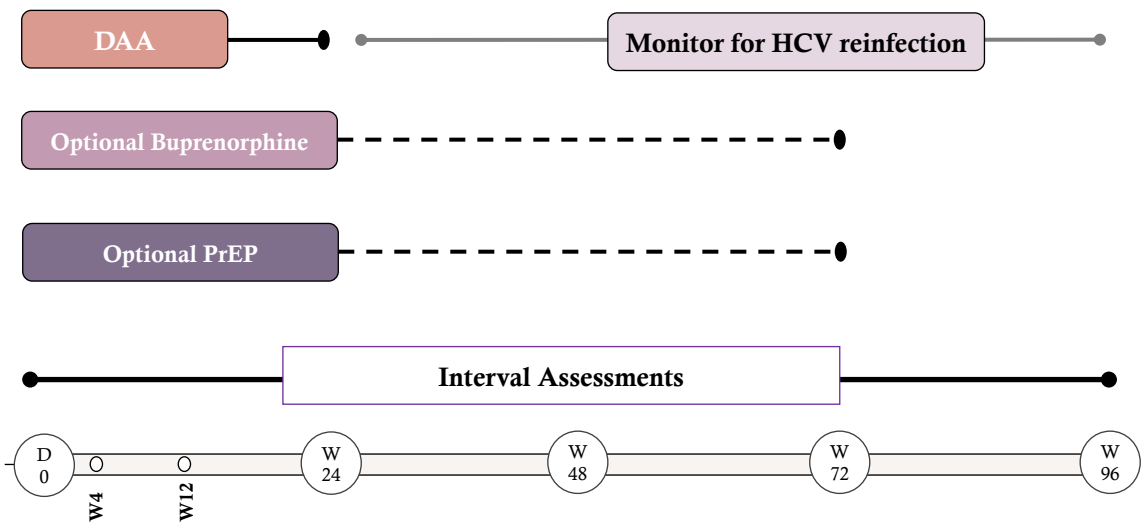 DAA
Monitor for HCV reinfection
Optional Buprenorphine
Optional PrEP
Interval Assessments
D
0
W4
W12
W
24
W
48
W
72
W
96